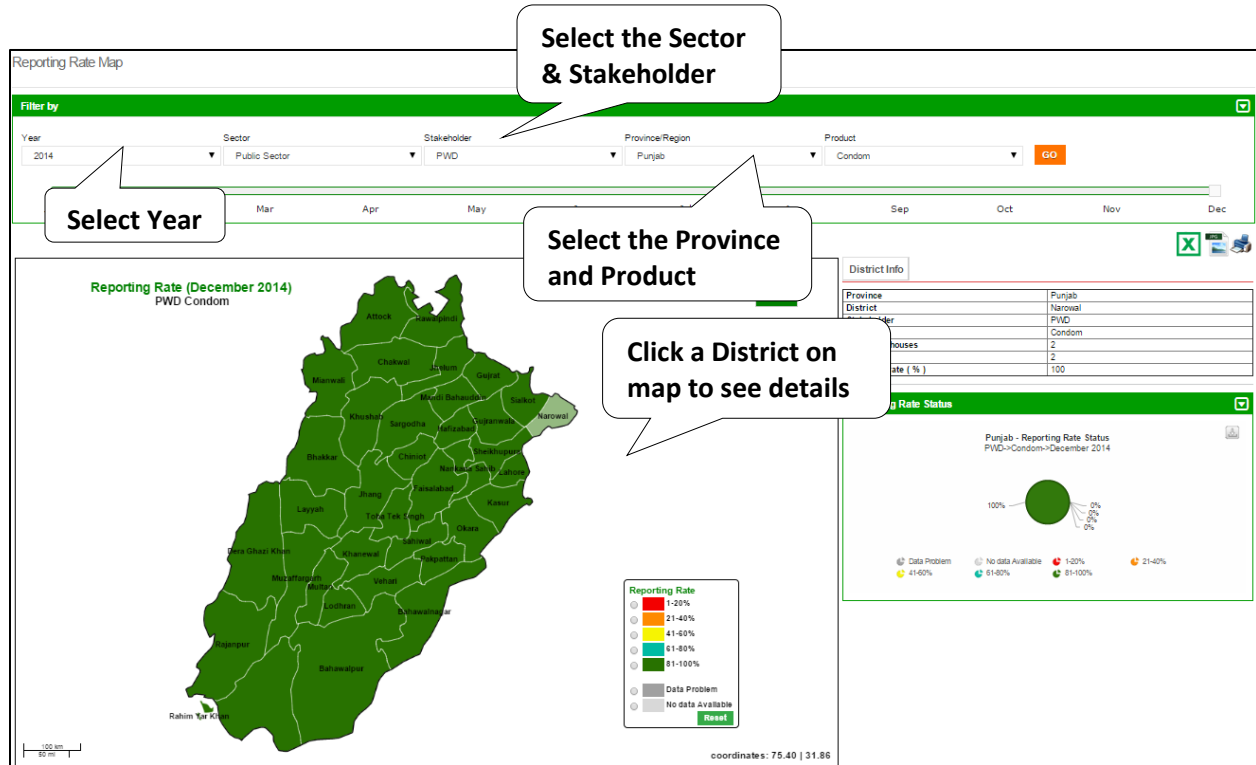 Select the Sector
& Stakeholder
Reporting Rate Map
Filter by
Year Sector Stakeholder Province/Region Product
2014 Public Sector PWD Punjab Condom GO
Select Year
Mar Apr May Sep Oct Nov Dec
Select the Province
and Product
Reporting Rate (December 2014)
PWD Condom
Attock
Rawalpindi
Chakwal
Jhelum
Gujrat
Mianwali
Mandi Bahauddin
Sialkot
Narowal
Khushab
Sargodha
Hafizabad
Gujranwala
Sheikhupura
Bhakkar
Chiniot
Nankana Sahib
Lahore
Jhang
Faisalabad
Kasur
Layyah
Toba Tek Singh
Okara
Sahiwal
Dera Ghazi Khan
Khanewal
Pakpattan
Muzaffargarh
Multan
Vehari
Lodhran
Bahawalnagar
Rajanpur
Bahawalpur
Rahim Yar Khan
100 km
50 mi
Click a District on
map to see details
Reporting Rate
1-20%
21-40%
41-60%
61-80%
81-100%
Data Problem
No data Available
Reset
coordinates: 75.40 | 31.86
District Info
Province Punjab
District Narowal
PWD
Condom
houses 2
2
ate ( % ) 100
Rate Status
Punjab - Reporting Rate Status
PWD->Condom->December 2014
100% 0%
0%
0%
0%
Data Problem No data Available 1-20% 21-40%
41-60% 61-80% 81-100%